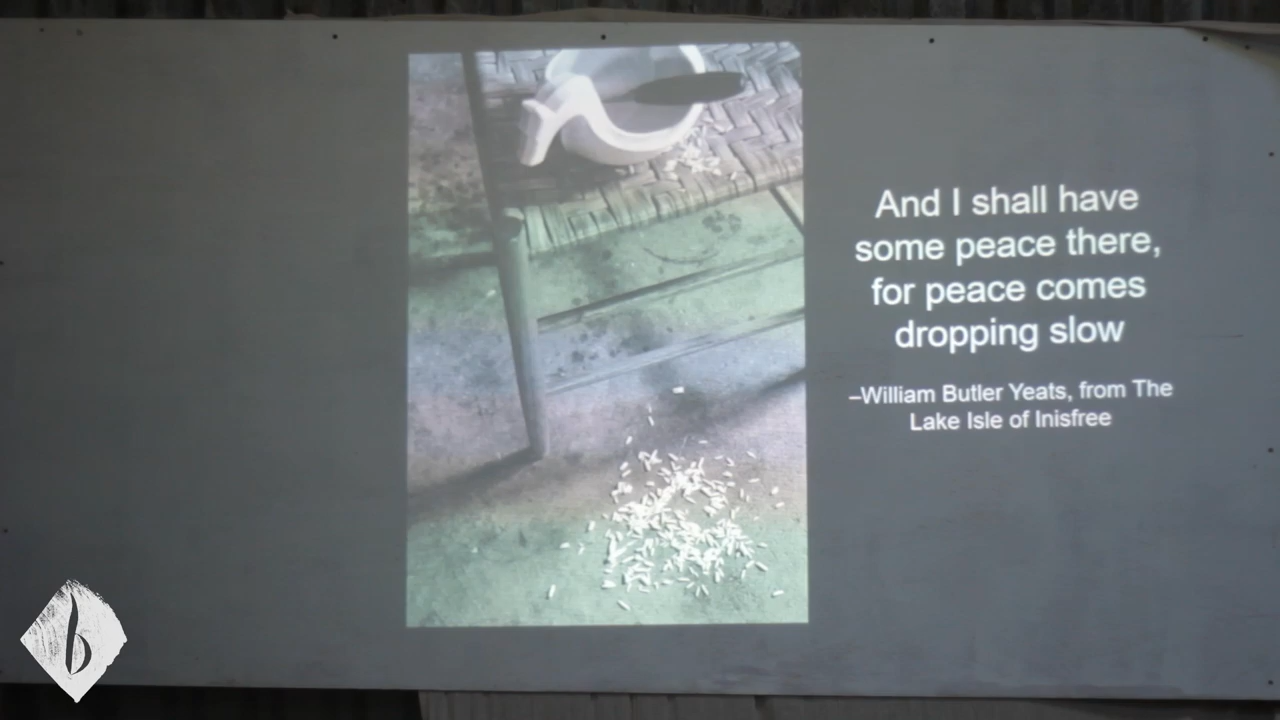 And I shall have
some peace there,
for peace comes
dropping slow
–William Butler Yeats, from The
Lake Isle of Inisfree
b